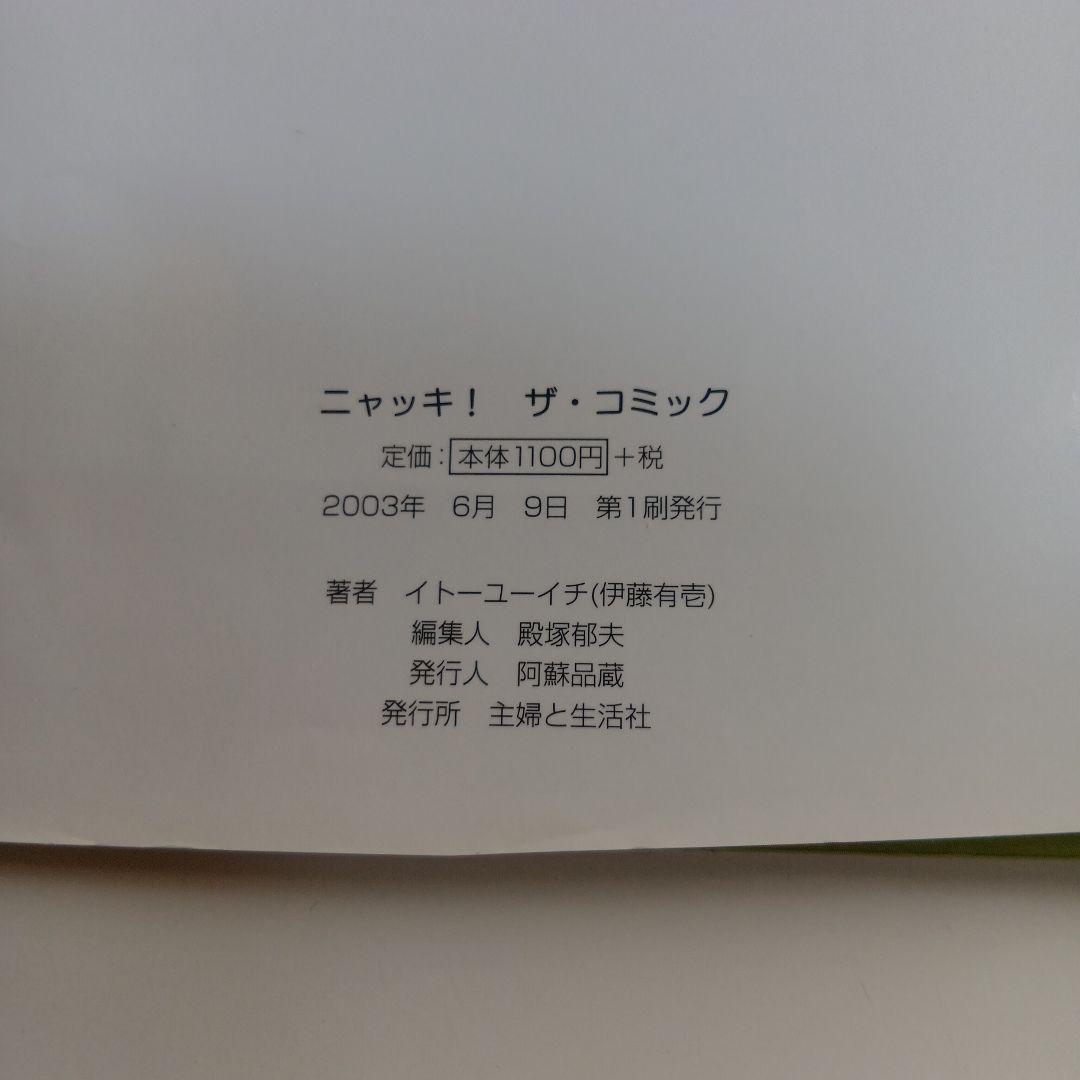 ニャッキ！　ザ・コミック
定価：本体1100円＋税
2003年　6月　9日　第1刷発行
著者　イトーユーイチ(伊藤有壱)
編集人　殿塚郁夫
発行人　阿蘇品蔵
発行所　主婦と生活社